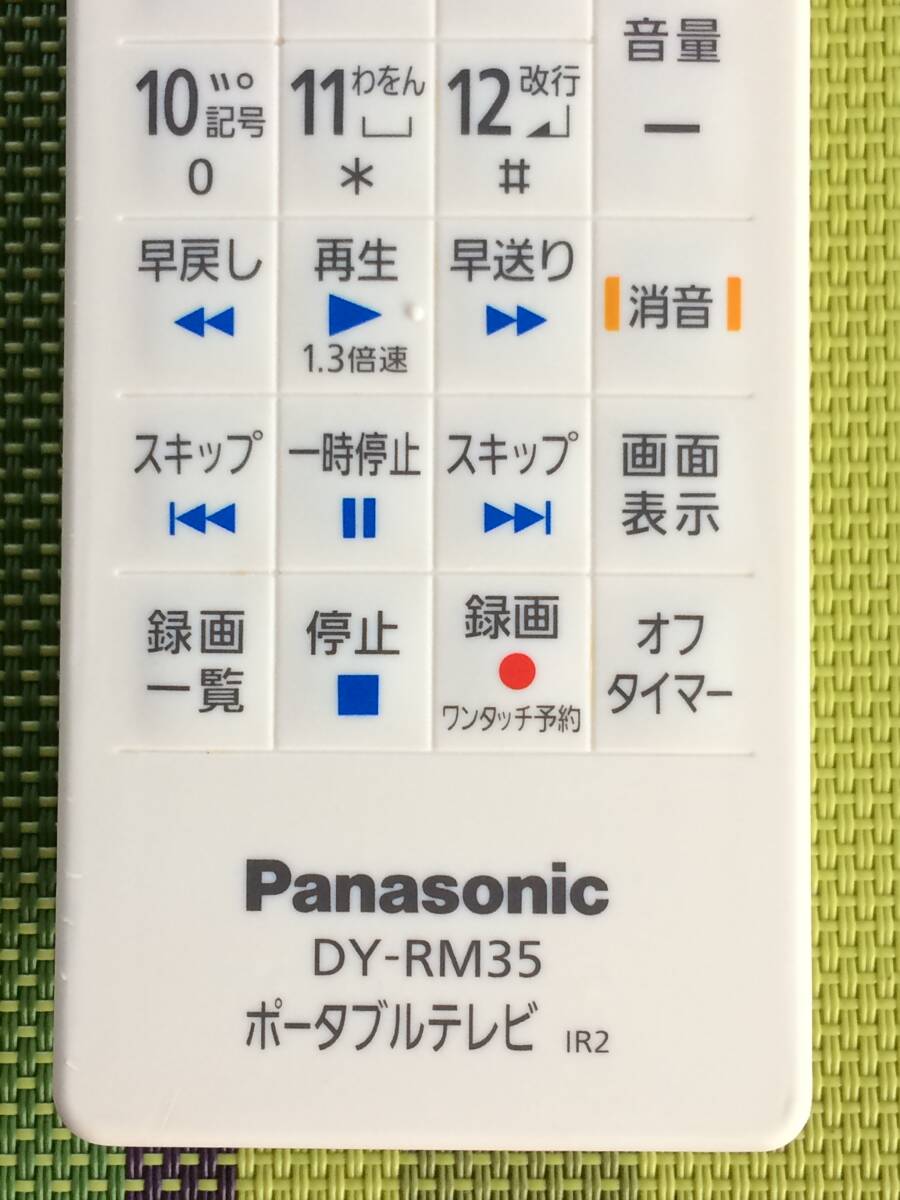 音量
−
10 ゛゜ 記号
0
11 わをん
＊
12 改行
#
早戻し
再生
1.3倍速
早送り
消音
スキップ
一時停止
スキップ
画面
表示
録画
一覧
停止
録画
ワンタッチ予約
オフ
タイマー
Panasonic
DY-RM35
ポータブルテレビ IR2